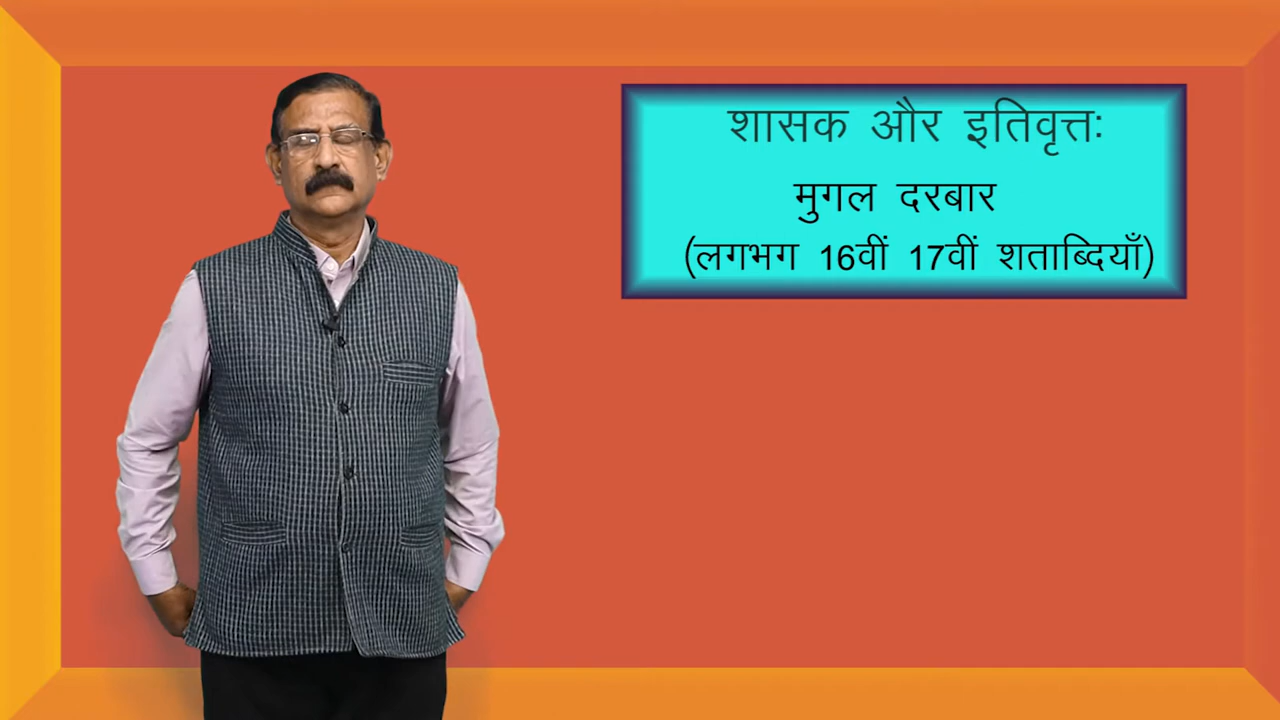 शासक और इतिवृत्तः
मुगल दरबार
(लगभग 16वीं 17वीं शताब्दियाँ)